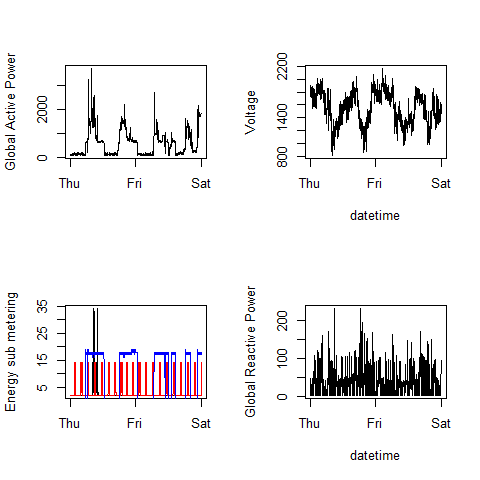 Global Active Power
0
2000
Thu
Fri
Sat
Voltage
800
1400
2200
Thu
Fri
Sat
datetime
Energy sub metering
5
15
25
35
Thu
Fri
Sat
Global Reactive Power
0
100
200
Thu
Fri
Sat
datetime